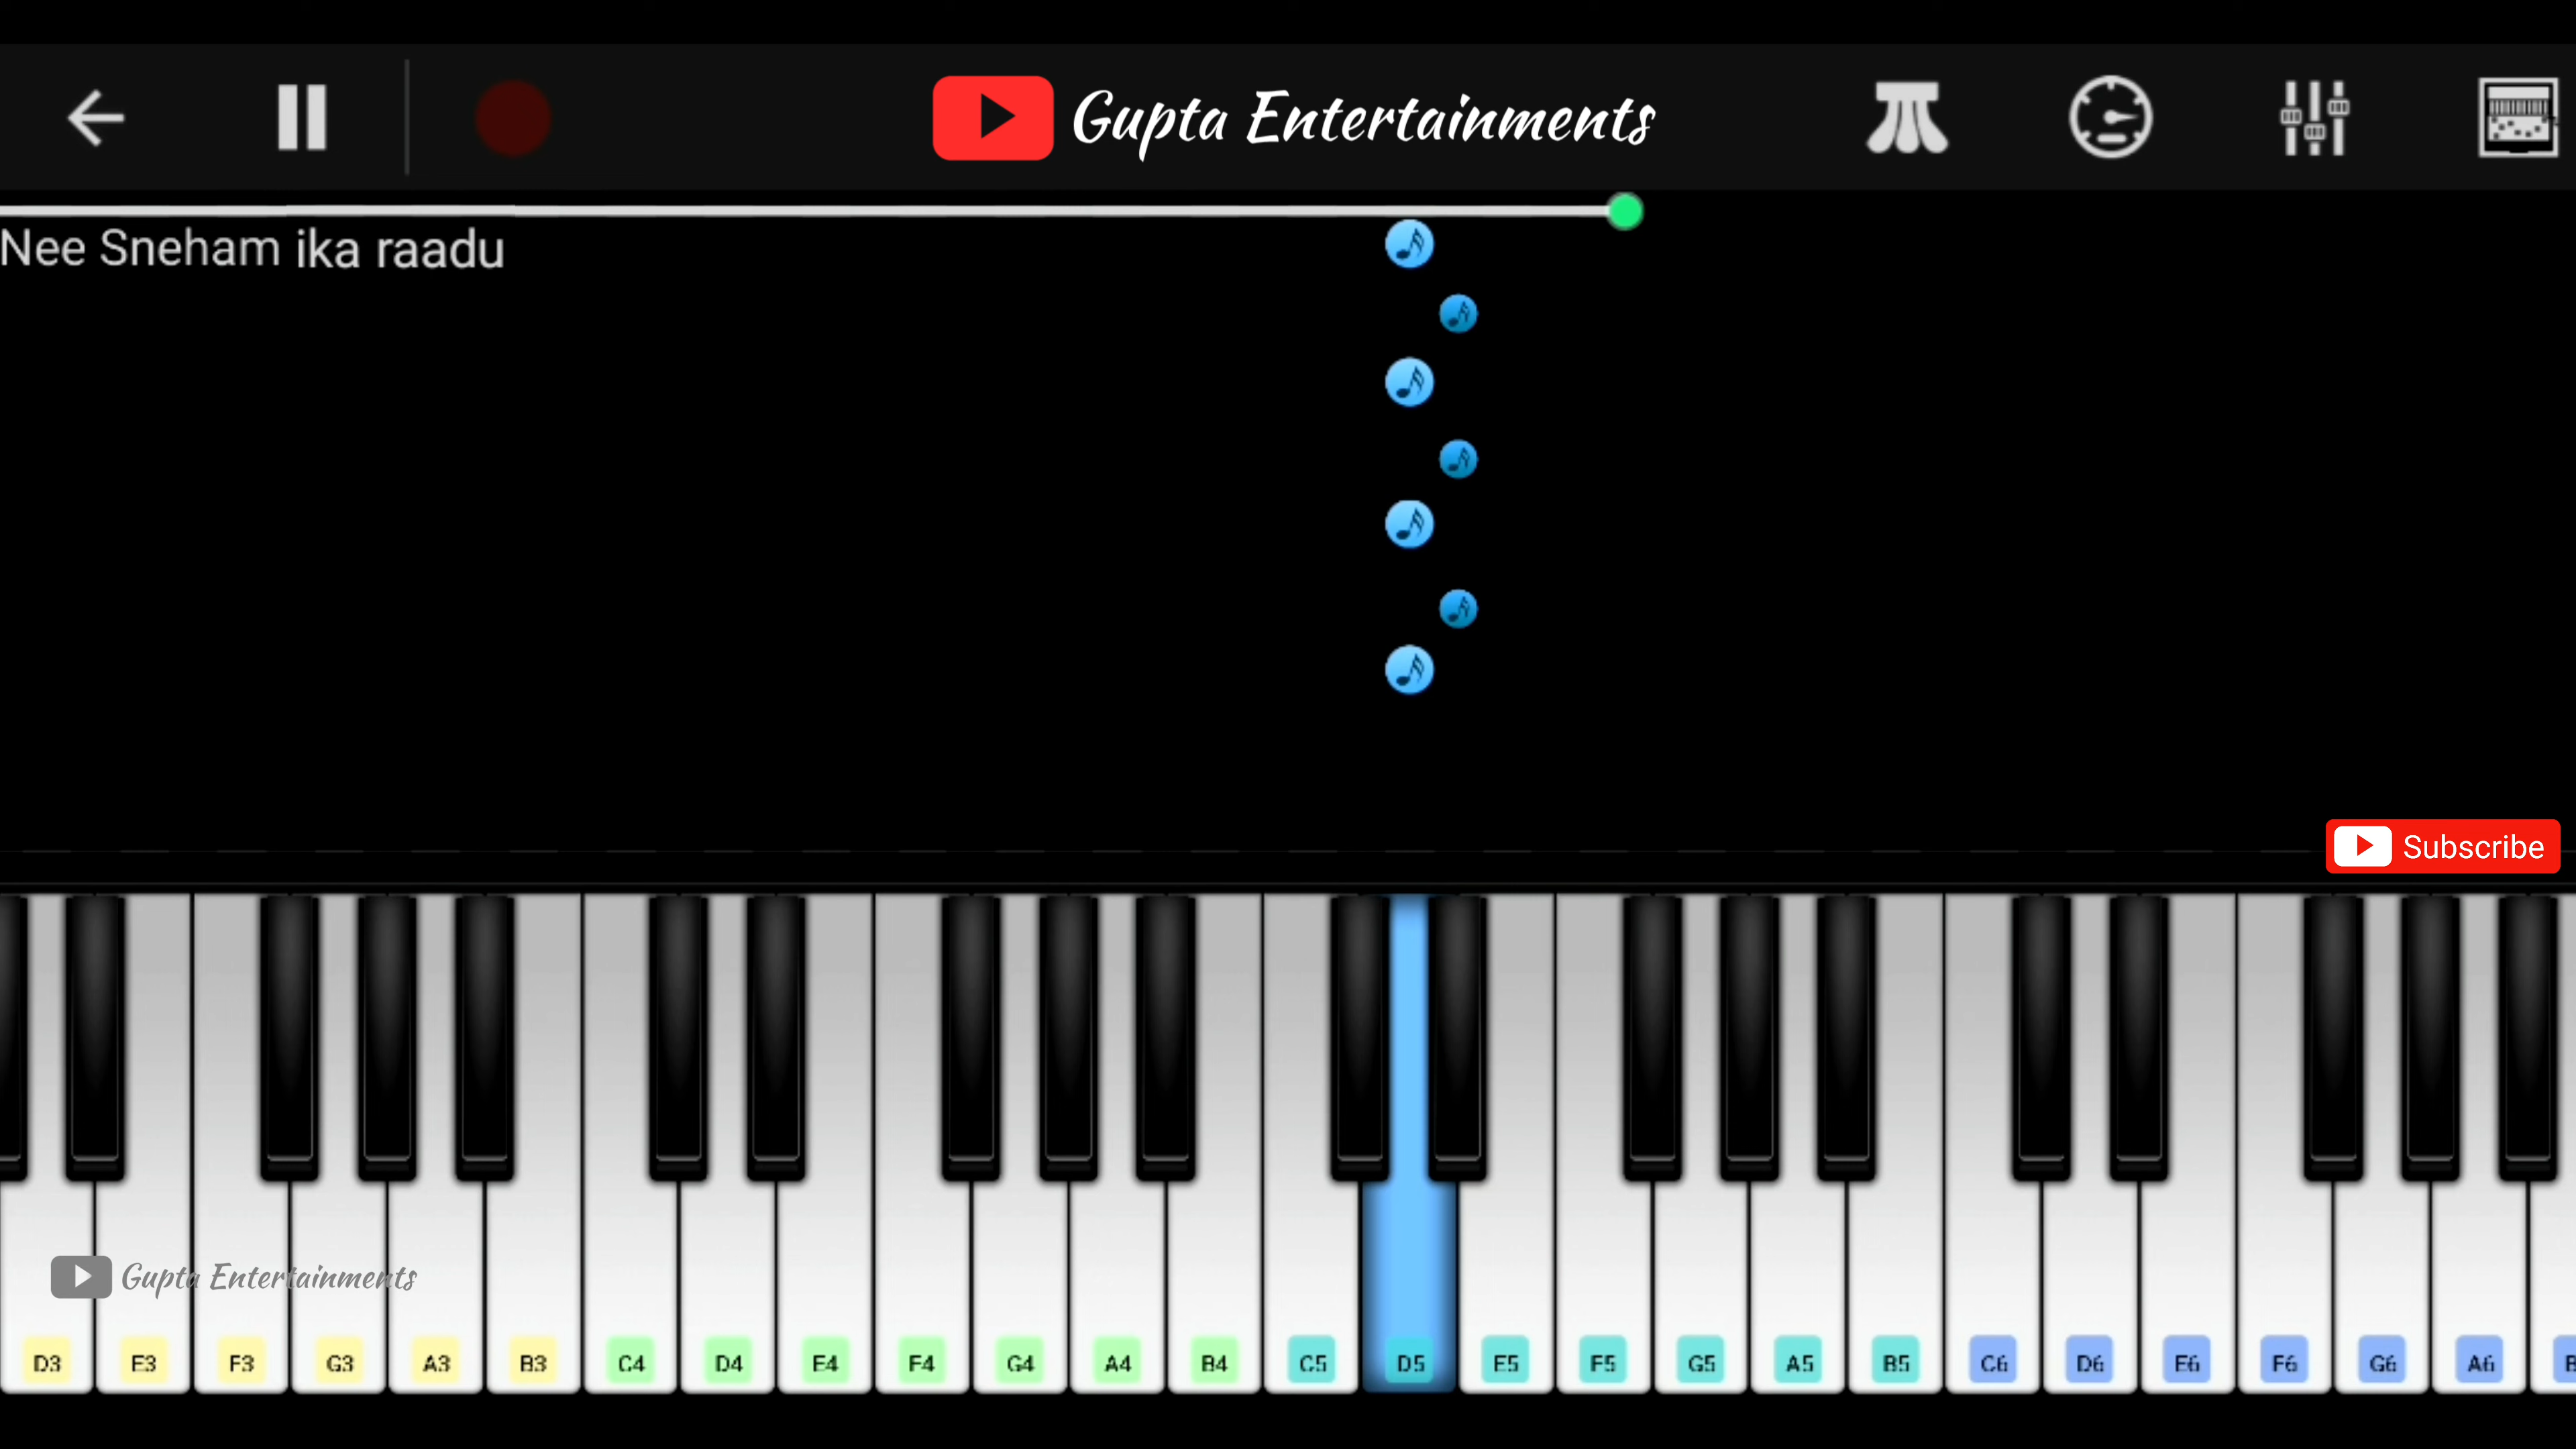 Gupta Entertainments
Nee Sneham ika raadu
Subscribe
Gupta Entertainments
D3 E3 F3 G3 A3 B3 C4 D4 E4 F4 G4 A4 B4 C5 D5 E5 F5 G5 A5 B5 C6 D6 E6 F6 G6 A6 B